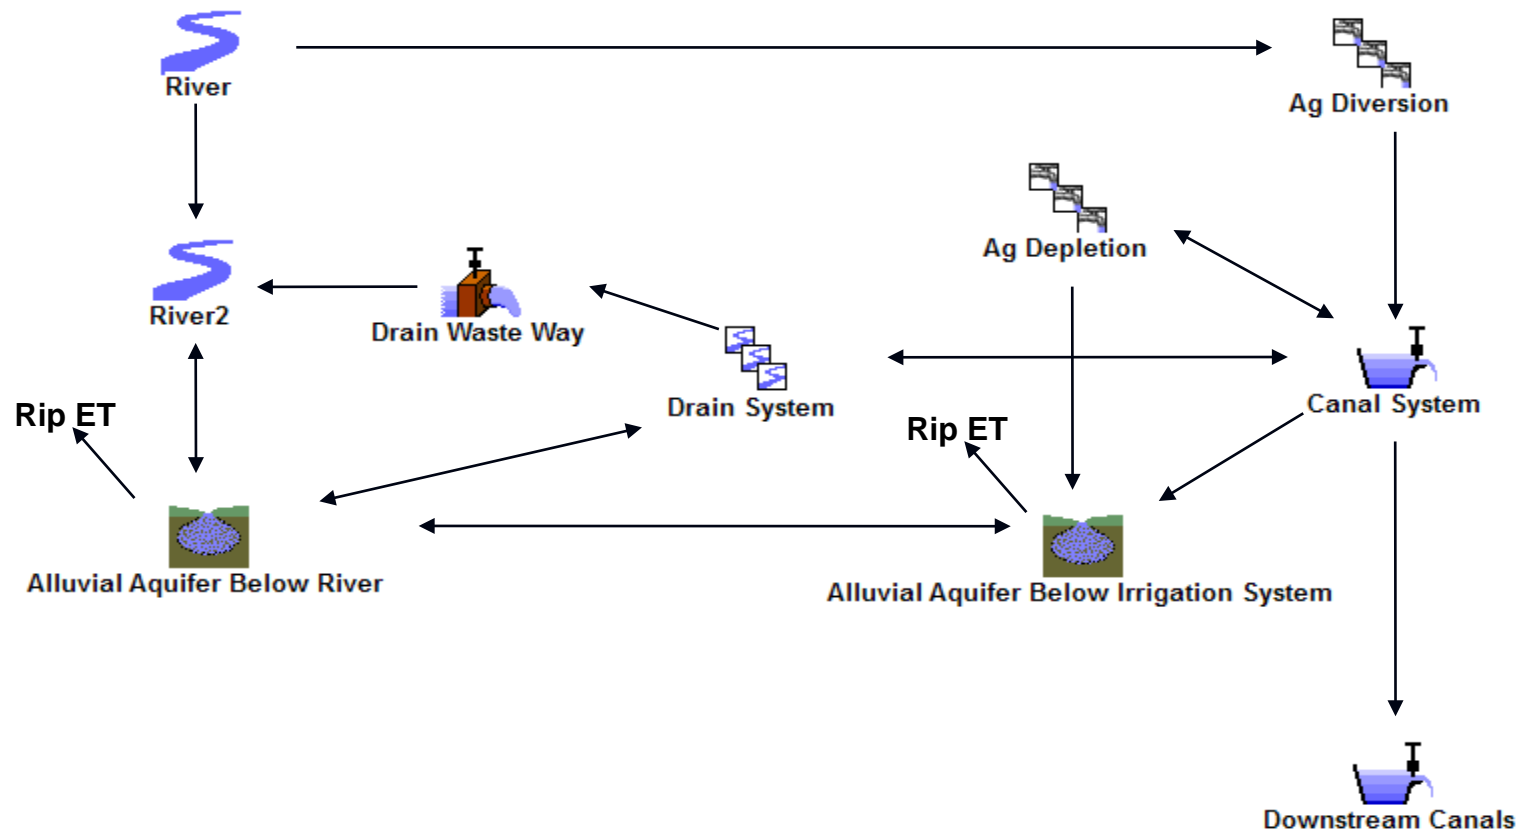 River
Ag Diversion
Ag Depletion
River2
Drain Waste Way
Drain System
Canal System
Rip ET
Rip ET
Alluvial Aquifer Below River
Alluvial Aquifer Below Irrigation System
Downstream Canals